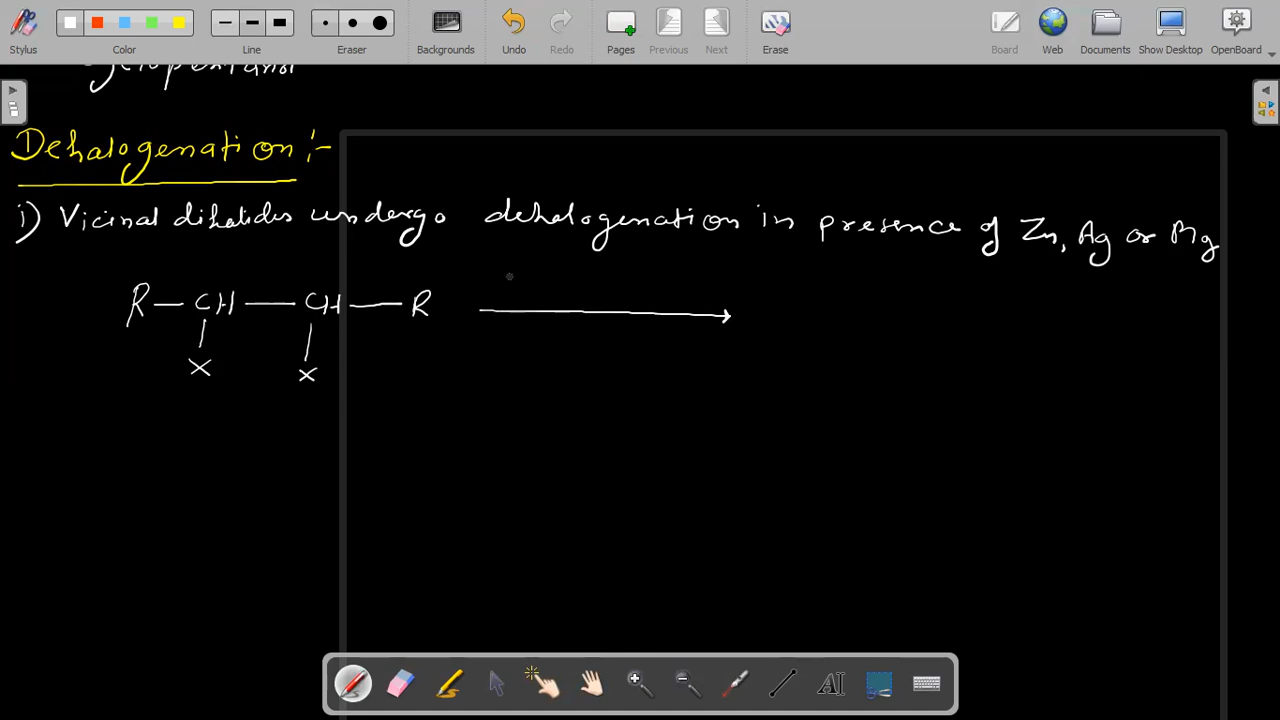 Stylus Color Line Eraser Backgrounds Undo Redo Pages Previous Next Erase Board Web Documents Show Desktop OpenBoard
Dehalogenation :-
i) Vicinal dihalides undergo dehalogenation in presence of Zn, Ag or Mg
R — CH — CH — R
X X
AI